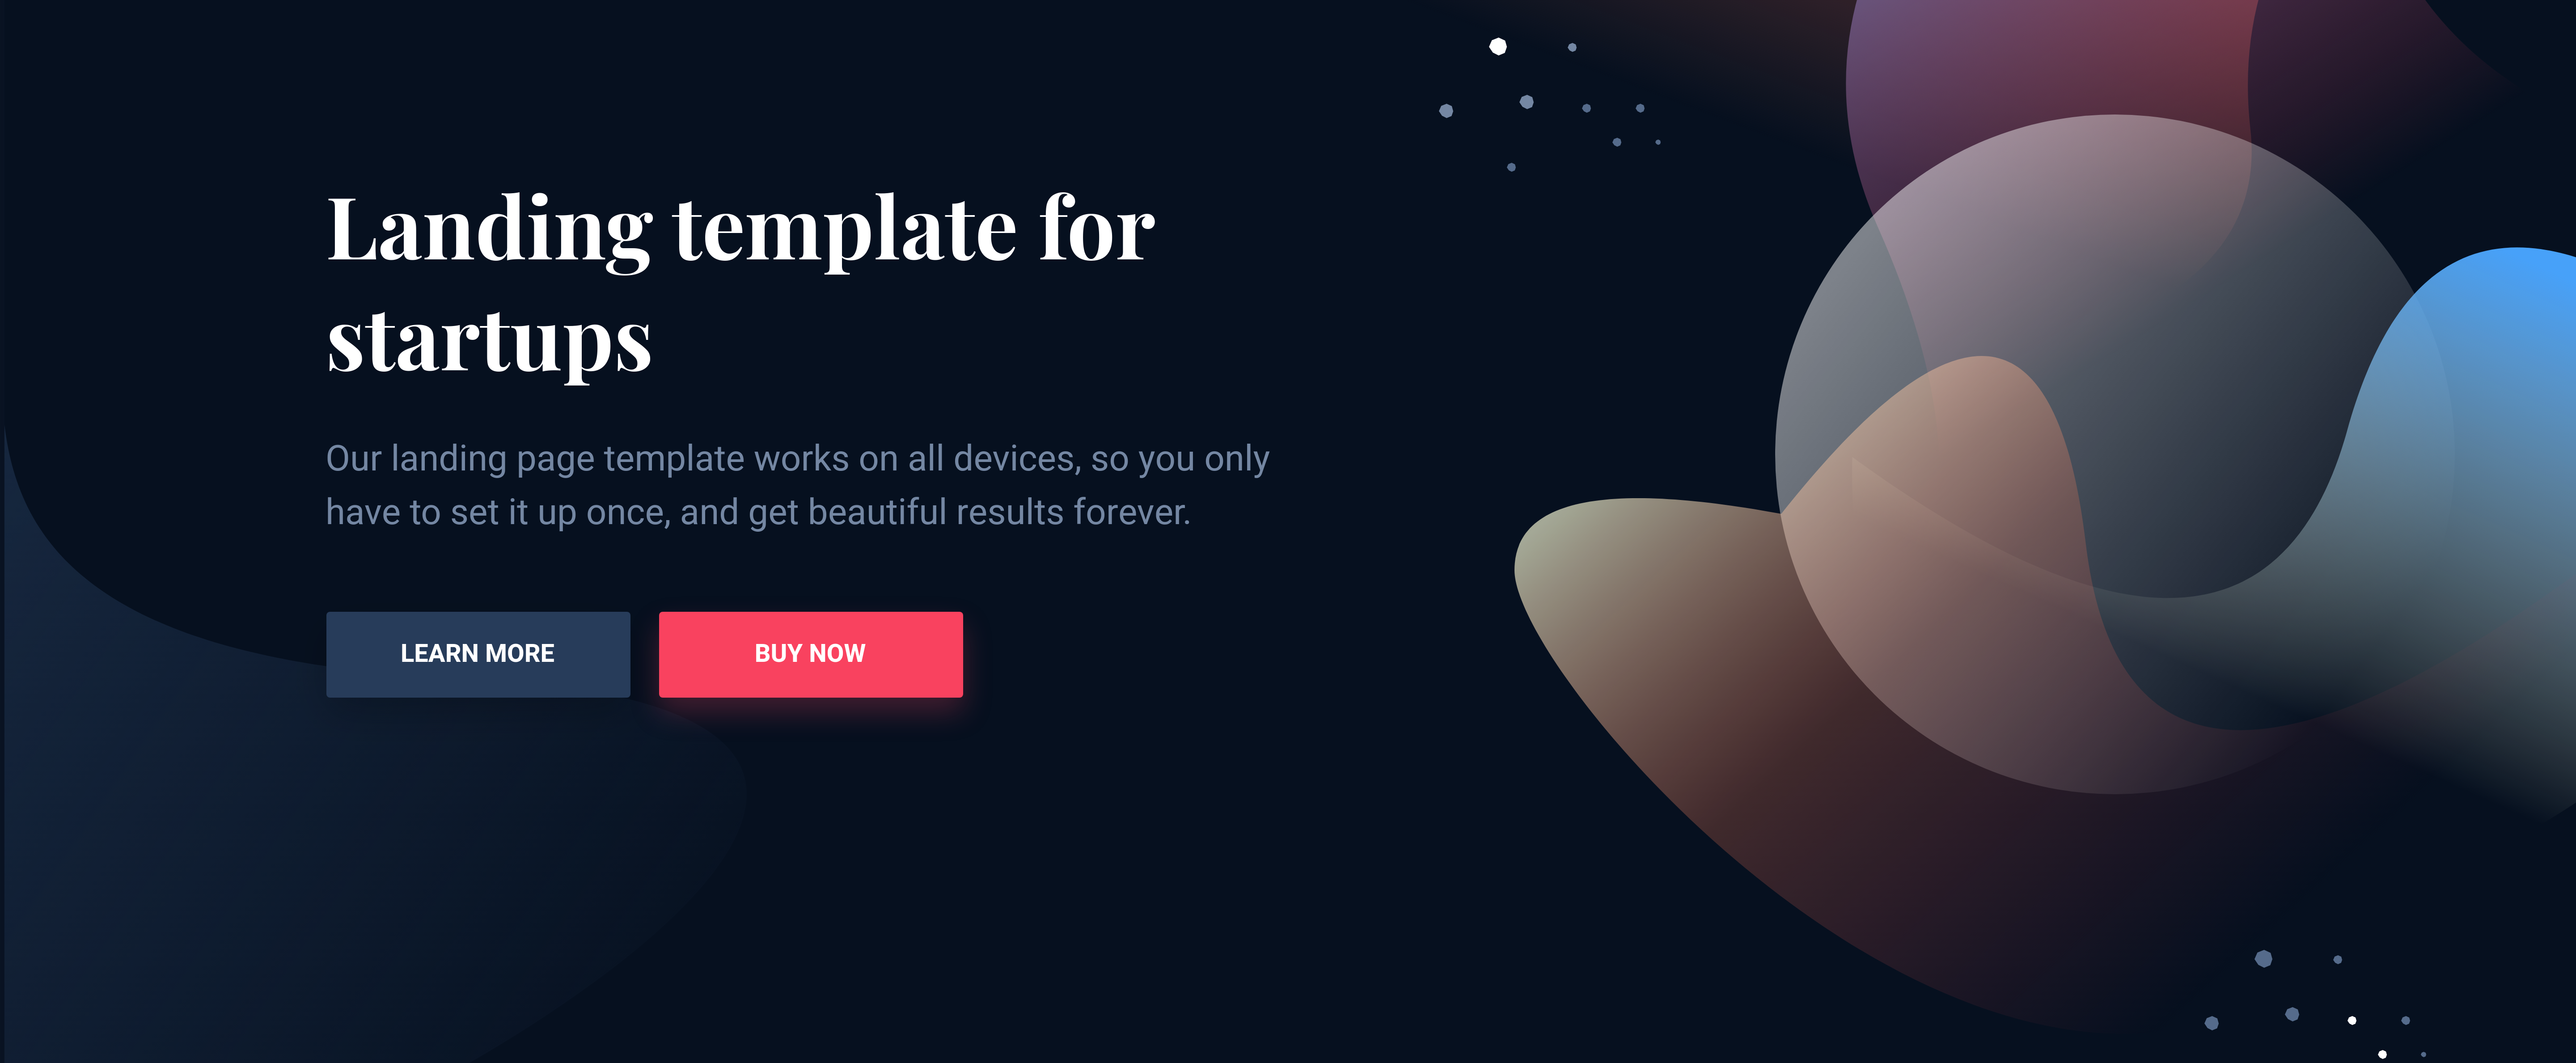 Landing template for
startups
Our landing page template works on all devices, so you only
have to set it up once, and get beautiful results forever.
LEARN MORE
BUY NOW